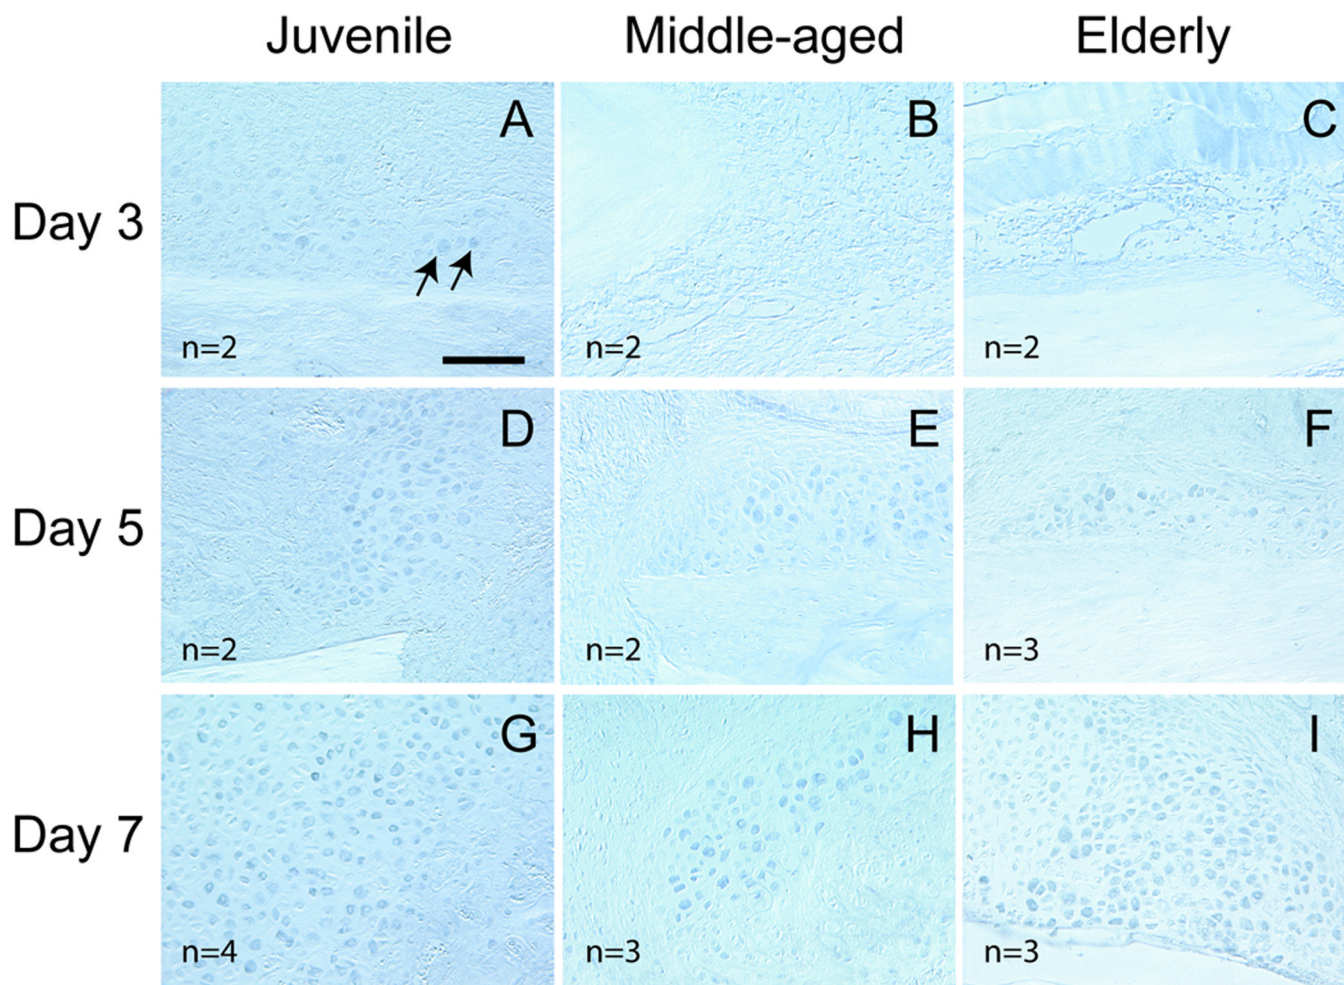 Juvenile Middle-aged Elderly
Day 3
A
n=2
B
n=2
C
n=2
Day 5
D
n=2
E
n=2
F
n=3
Day 7
G
n=4
H
n=3
I
n=3